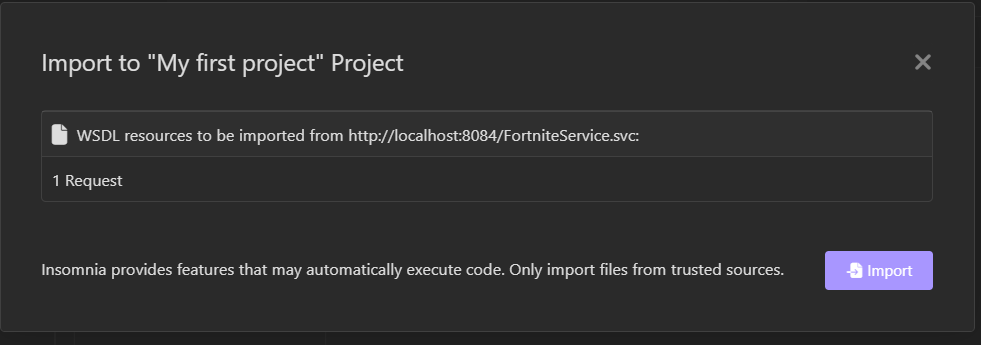 Import to "My first project" Project
WSDL resources to be imported from http://localhost:8084/FortniteService.svc:
1 Request
Insomnia provides features that may automatically execute code. Only import files from trusted sources.
Import